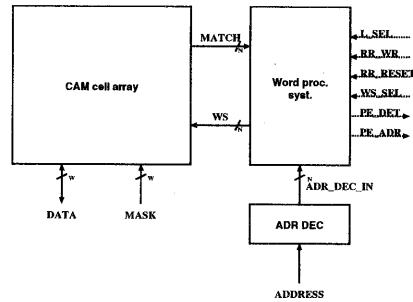 MATCH
N
L_SEL
RR_WR
RR_RESET
WS_SEL
PE_DET
PE_ADR
CAM cell array
Word proc.
syst.
WS
N
W
W
N
ADR_DEC_IN
DATA
MASK
ADR DEC
ADDRESS